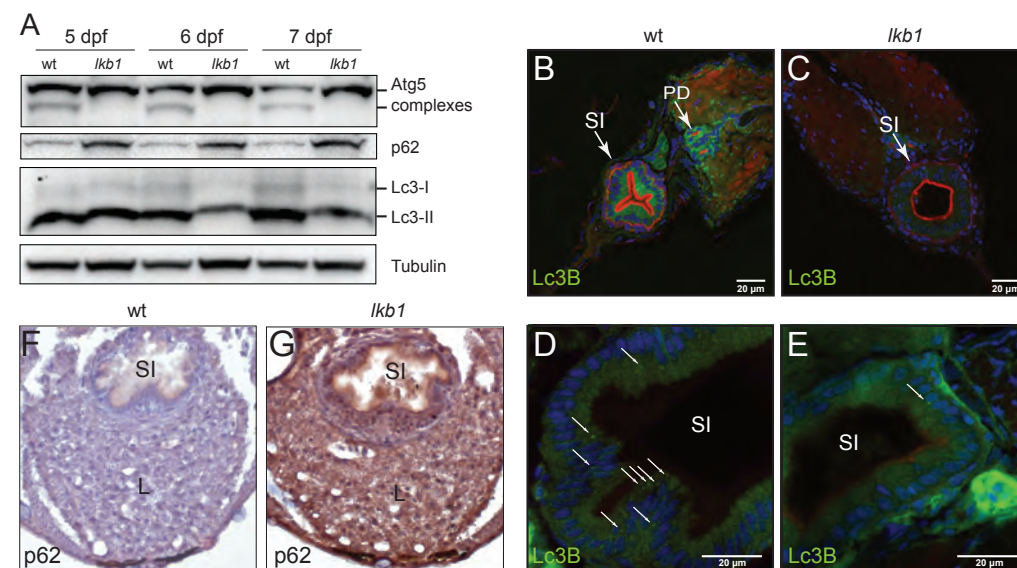 A
5 dpf 6 dpf 7 dpf
wt lkb1 wt lkb1 wt lkb1
Atg5
complexes
p62
Lc3-I
Lc3-II
Tubulin
wt lkb1
B
PD
SI
Lc3B
20 µm
C
SI
Lc3B
20 µm
wt lkb1
F
SI
L
p62
G
SI
L
p62
D
SI
Lc3B
20 µm
E
SI
Lc3B
20 µm